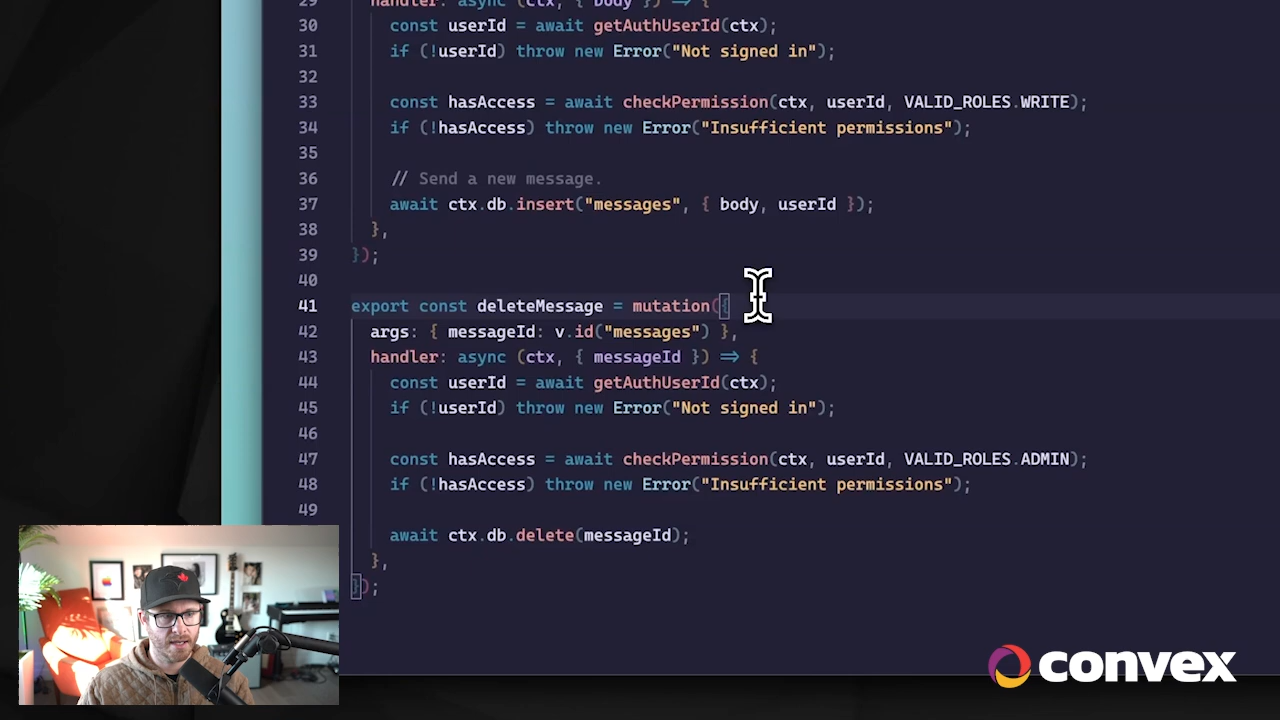 29 handler: async (ctx, { body }) => {
30 const userId = await getAuthUserId(ctx);
31 if (!userId) throw new Error("Not signed in");
32
33 const hasAccess = await checkPermission(ctx, userId, VALID_ROLES.WRITE);
34 if (!hasAccess) throw new Error("Insufficient permissions");
35
36 // Send a new message.
37 await ctx.db.insert("messages", { body, userId });
38 },
39 });
40
41 export const deleteMessage = mutation({
42 args: { messageId: v.id("messages") },
43 handler: async (ctx, { messageId }) => {
44 const userId = await getAuthUserId(ctx);
45 if (!userId) throw new Error("Not signed in");
46
47 const hasAccess = await checkPermission(ctx, userId, VALID_ROLES.ADMIN);
48 if (!hasAccess) throw new Error("Insufficient permissions");
49
await ctx.db.delete(messageId);
},
});
convex